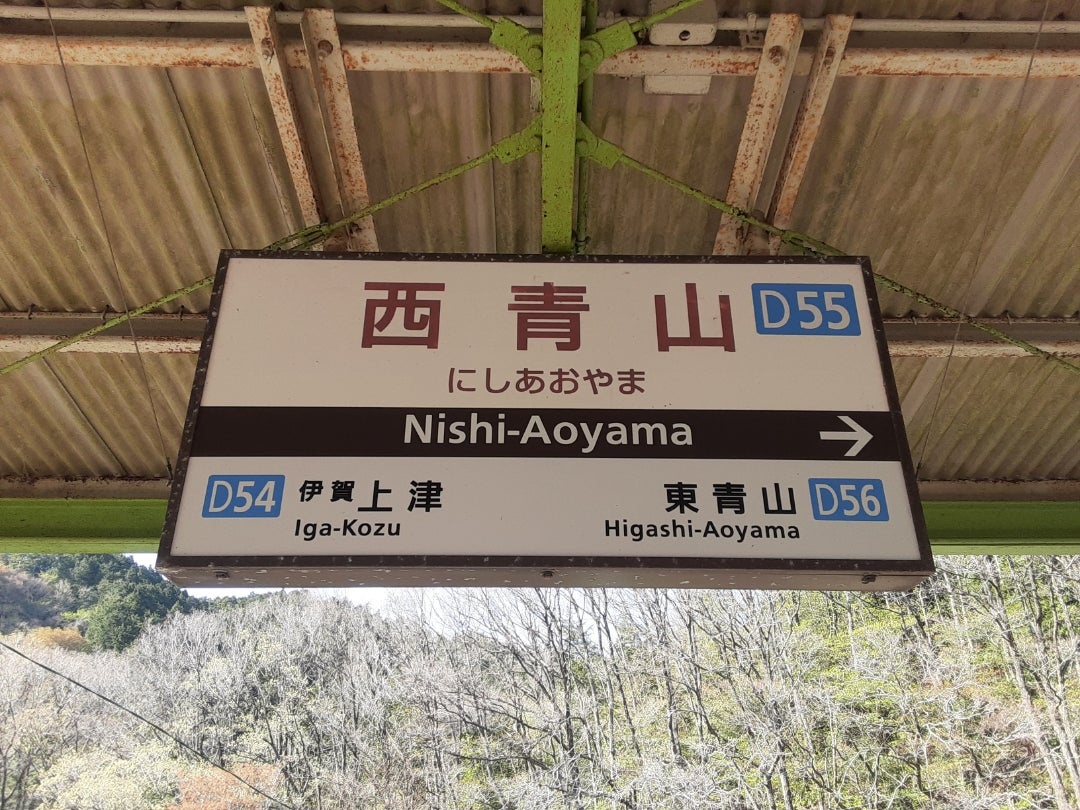 西青山 D55
にしあおやま
Nishi-Aoyama →
D54 伊賀上津 東青山 D56
Iga-Kozu Higashi-Aoyama